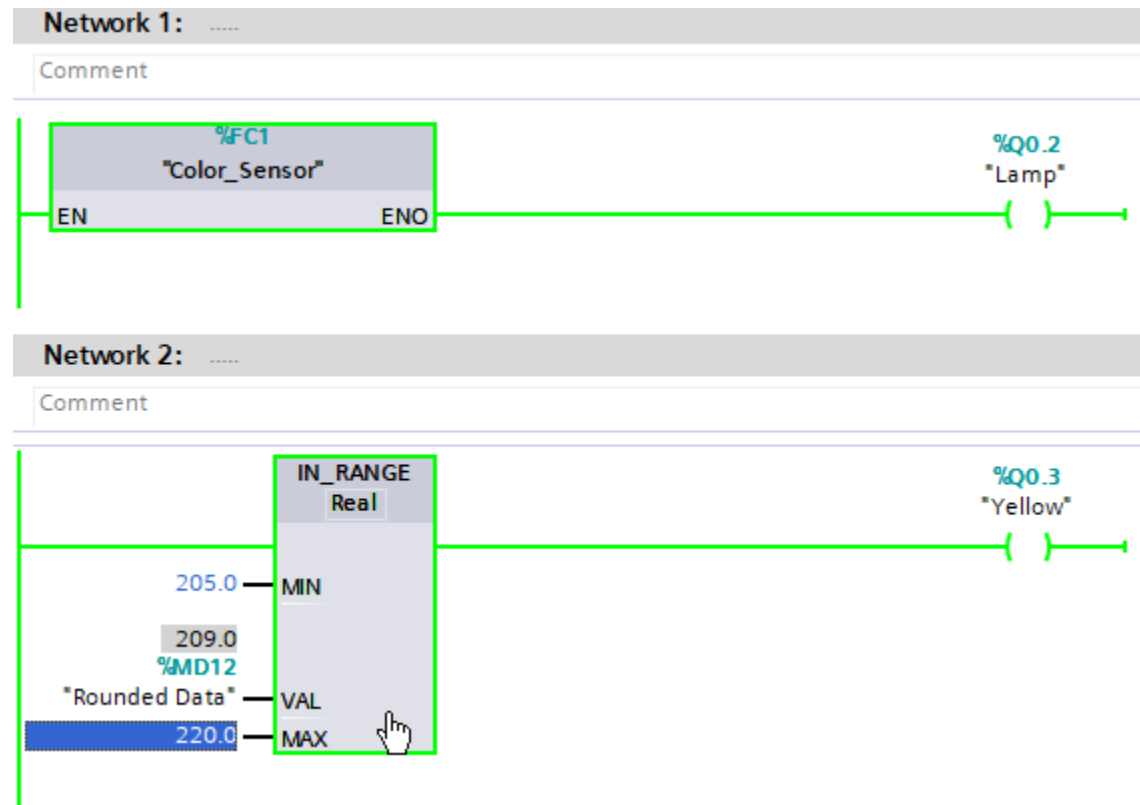 Network 1: .....
Comment
%FC1
"Color_Sensor"
EN ENO
%Q0.2
"Lamp"
Network 2: .....
Comment
IN_RANGE
Real
%Q0.3
"Yellow"
205.0 MIN
209.0
%MD12
"Rounded Data" VAL
220.0 MAX